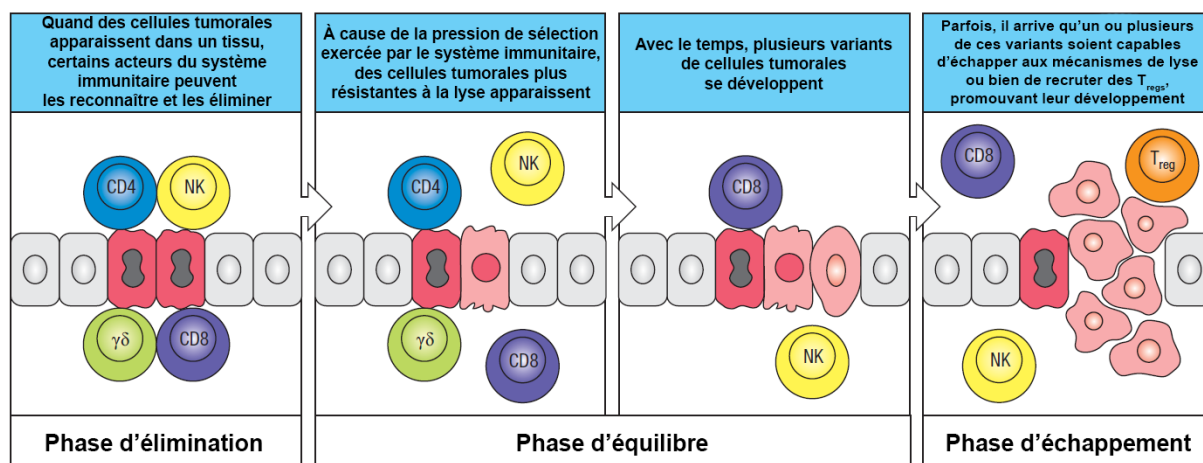 Quand des cellules tumorales
apparaissent dans un tissu,
certains acteurs du système
immunitaire peuvent
les reconnaître et les éliminer
À cause de la pression de sélection
exercée par le système immunitaire,
des cellules tumorales plus
résistantes à la lyse apparaissent
Avec le temps, plusieurs variants
de cellules tumorales
se développent
Parfois, il arrive qu'un ou plusieurs
de ces variants soient capables
d'échapper aux mécanismes de lyse
ou bien de recruter des Tregs,
promouvant leur développement
CD4
NK
γδ
CD8
CD4
NK
γδ
CD8
CD8
NK
CD8
Treg
NK
Phase d'élimination
Phase d'équilibre
Phase d'échappement